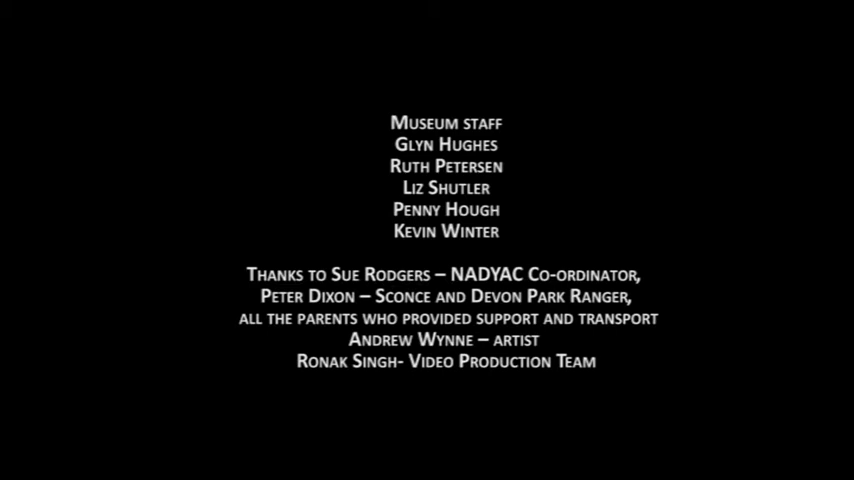 Museum staff
Glyn Hughes
Ruth Petersen
Liz Shutler
Penny Hough
Kevin Winter
Thanks to Sue Rodgers – NADYAC Co-ordinator,
Peter Dixon – Sconce and Devon Park Ranger,
all the parents who provided support and transport
Andrew Wynne – artist
Ronak Singh- Video Production Team